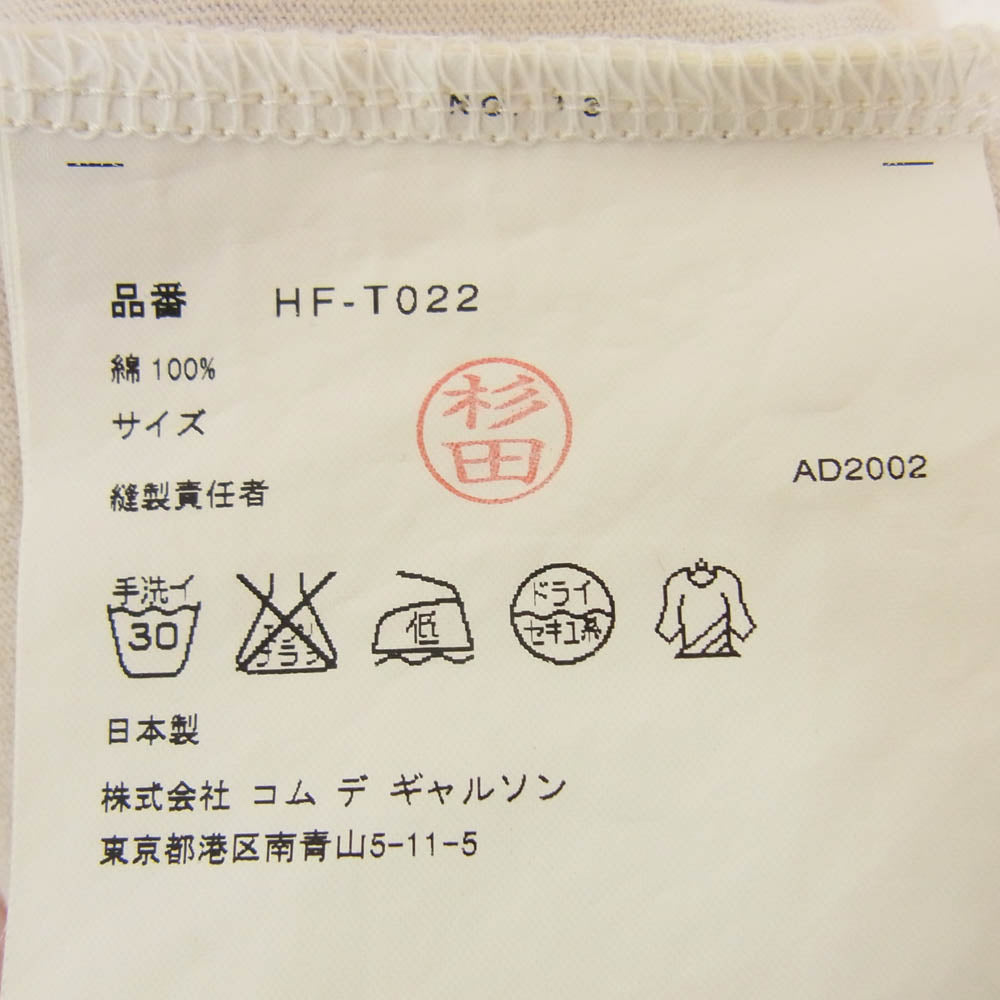 NO. 13
品番 HF-T022
綿 100%
サイズ
杉田
AD2002
縫製責任者
手洗イ
30
低
ドライ
セキユ系
日本製
株式会社 コム デ ギャルソン
東京都港区南青山5-11-5